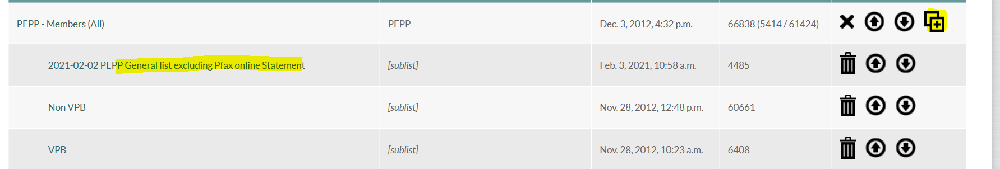 PEPP - Members (All) PEPP Dec. 3, 2012, 4:32 p.m. 66838 (5414 / 61424)
2021-02-02 PEPP General list excluding Pfax online Statement [sublist] Feb. 3, 2021, 10:58 a.m. 4485
Non VPB [sublist] Nov. 28, 2012, 12:48 p.m. 60661
VPB [sublist] Nov. 28, 2012, 10:23 a.m. 6408